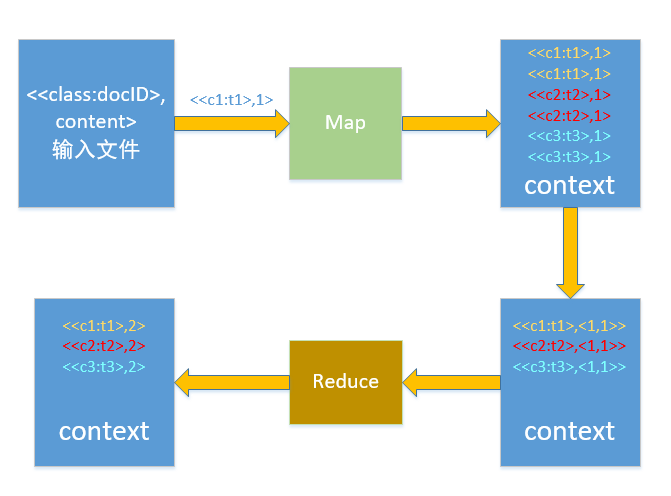 <<class:docID>,
content>
输入文件
<<c1:t1>,1>
Map
<<c1:t1>,1>
<<c1:t1>,1>
<<c2:t2>,1>
<<c2:t2>,1>
<<c3:t3>,1>
<<c3:t3>,1>
context
<<c1:t1>,2>
<<c2:t2>,2>
<<c3:t3>,2>
context
Reduce
<<c1:t1>,<1,1>>
<<c2:t2>,<1,1>>
<<c3:t3>,<1,1>>
context